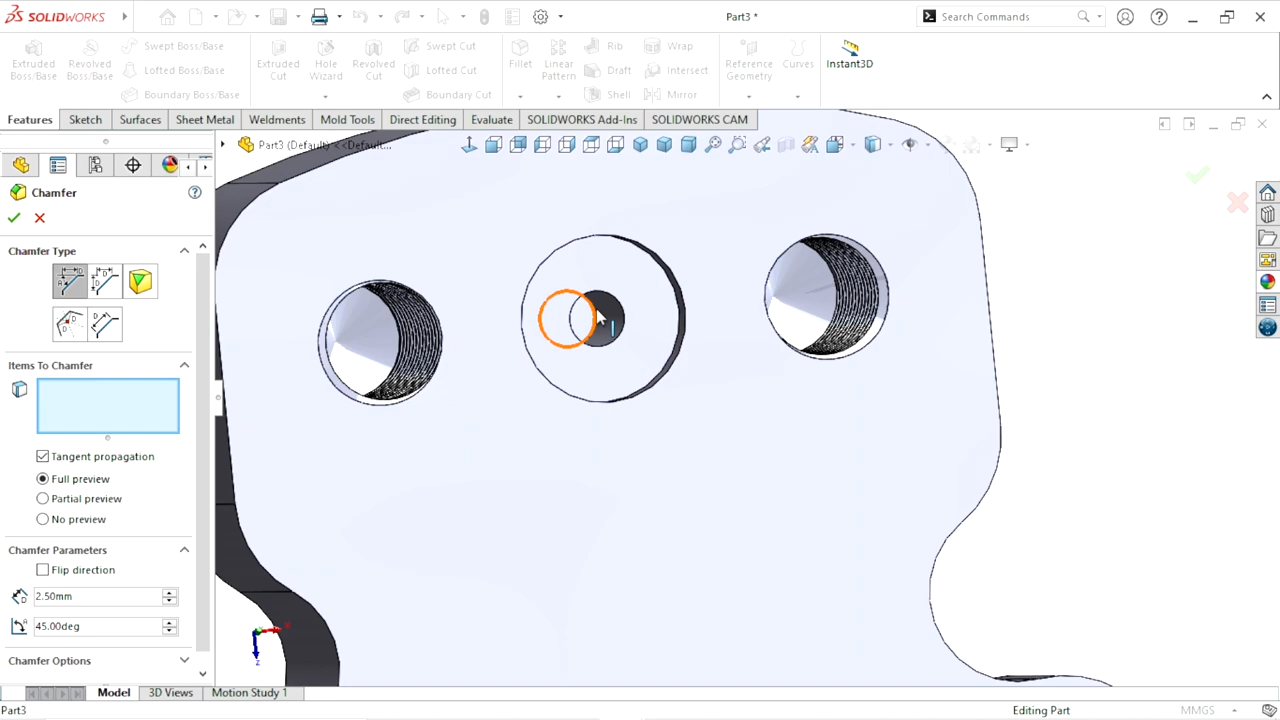 SOLIDWORKS
Part3 *
Search Commands
Extruded Boss/Base
Revolved Boss/Base
Swept Boss/Base
Lofted Boss/Base
Boundary Boss/Base
Extruded Cut
Hole Wizard
Revolved Cut
Swept Cut
Lofted Cut
Boundary Cut
Fillet
Linear Pattern
Rib
Draft
Shell
Wrap
Intersect
Mirror
Reference Geometry
Curves
Instant3D
Features
Sketch
Surfaces
Sheet Metal
Weldments
Mold Tools
Direct Editing
Evaluate
SOLIDWORKS Add-Ins
SOLIDWORKS CAM
Part3 (Default) <<Default...
Chamfer
Chamfer Type
Items To Chamfer
Tangent propagation
Full preview
Partial preview
No preview
Chamfer Parameters
Flip direction
2.50mm
45.00deg
Chamfer Options
Z
Model
3D Views
Motion Study 1
Part3
Editing Part
MMGS